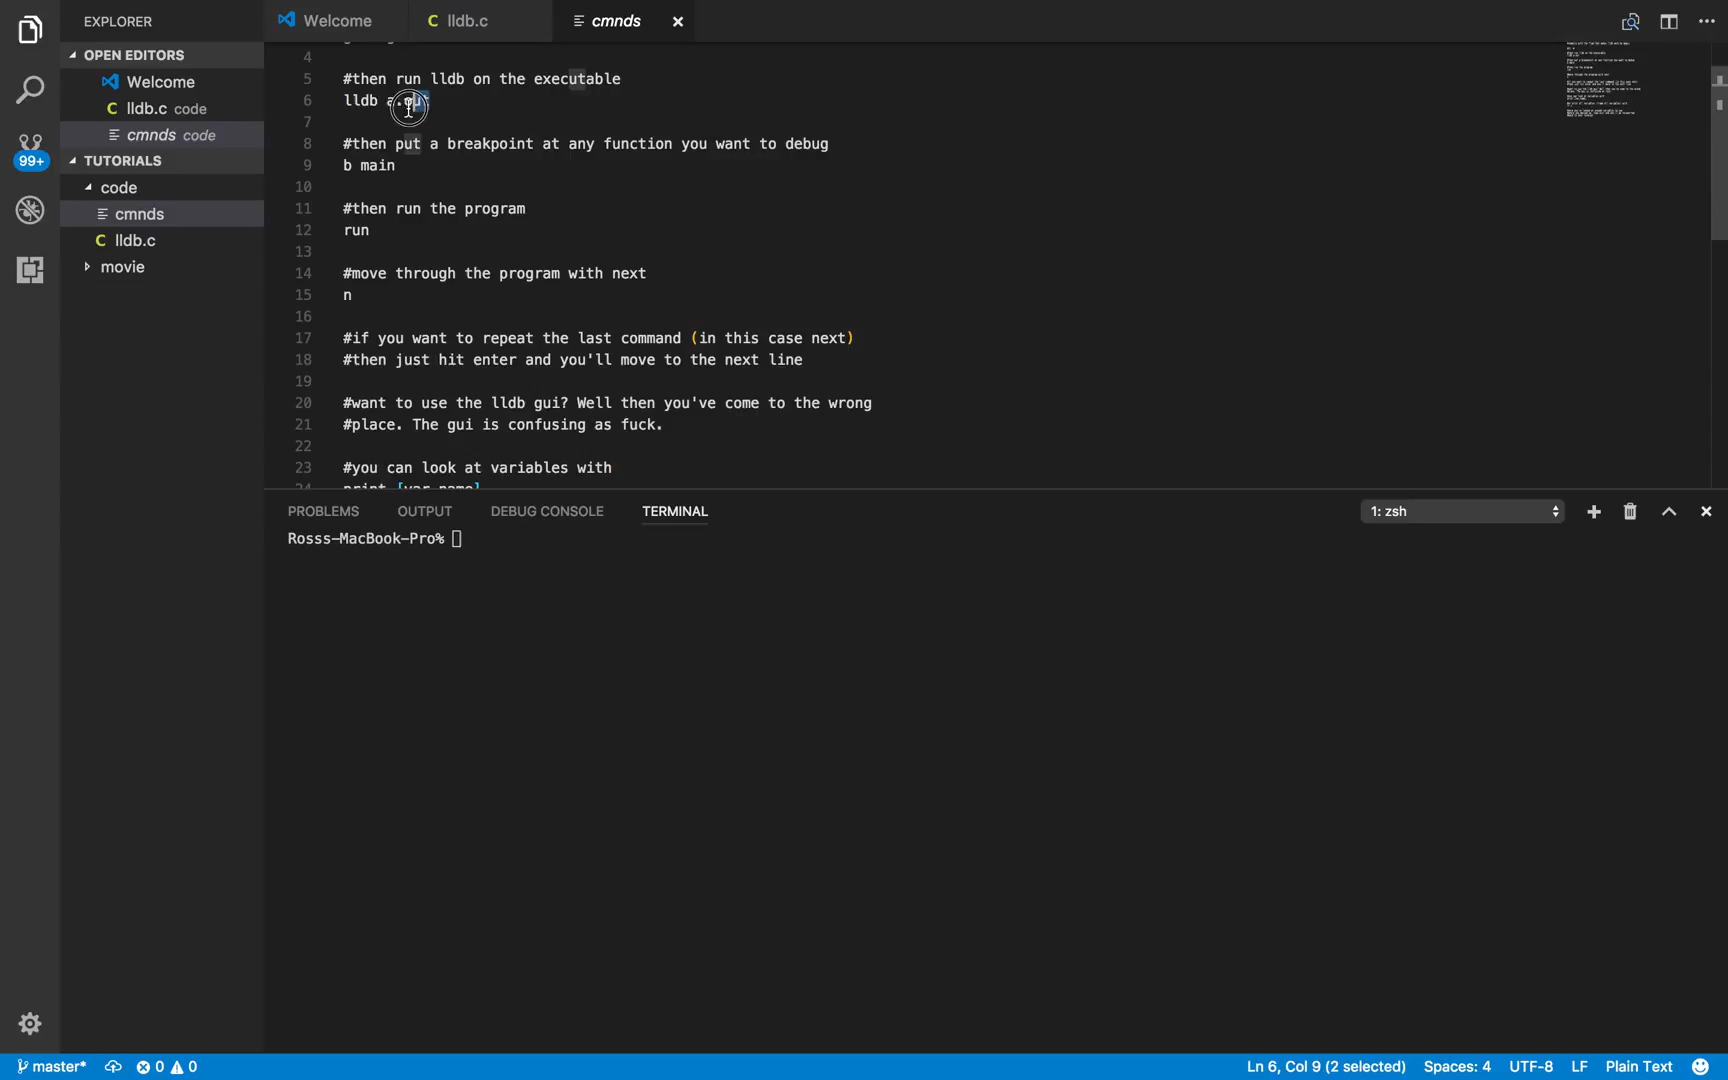 EXPLORER
OPEN EDITORS
Welcome
C lldb.c code
cmnds code
TUTORIALS
code
cmnds
C lldb.c
movie
99+
Welcome
C lldb.c
cmnds
4
5 #then run lldb on the executable
6 lldb a.out
7
8 #then put a breakpoint at any function you want to debug
9 b main
10
11 #then run the program
12 run
13
14 #move through the program with next
15 n
16
17 #if you want to repeat the last command (in this case next)
18 #then just hit enter and you'll move to the next line
19
20 #want to use the lldb gui? Well then you've come to the wrong
21 #place. The gui is confusing as fuck.
22
23 #you can look at variables with
24 print [var name]
PROBLEMS OUTPUT DEBUG CONSOLE TERMINAL 1: zsh
Rosss-MacBook-Pro%
master* 0 0 Ln 6, Col 9 (2 selected) Spaces: 4 UTF-8 LF Plain Text